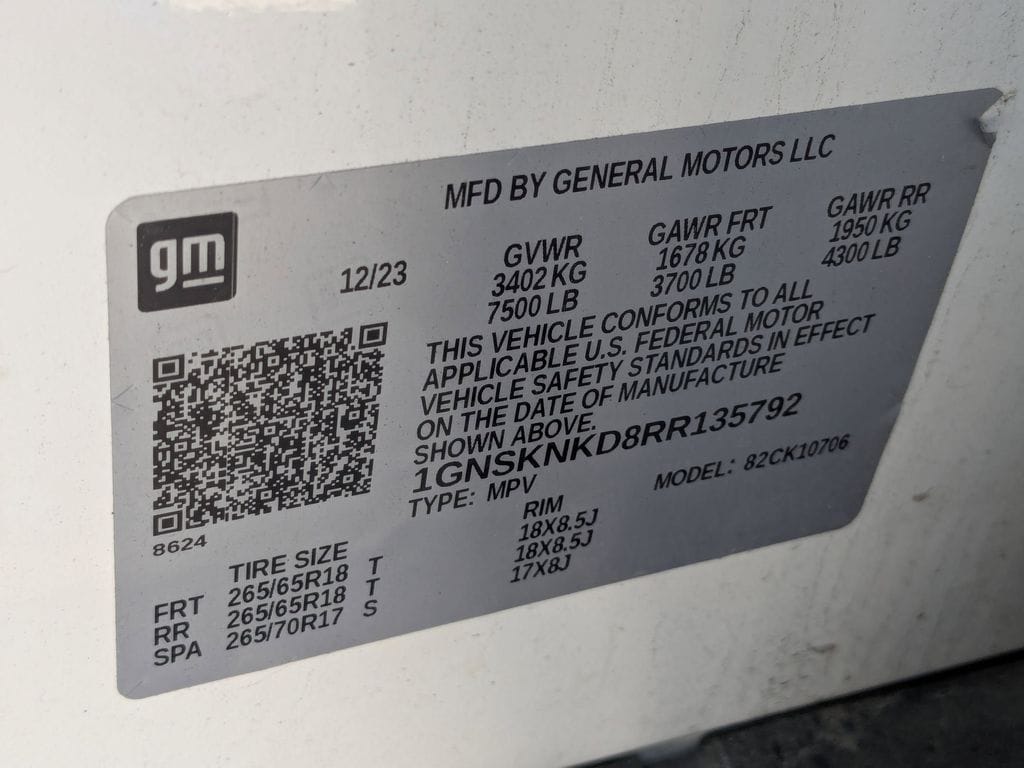 MFD BY GENERAL MOTORS LLC
gm
12/23
GVWR GAWR FRT GAWR RR
3402 KG 1678 KG 1950 KG
7500 LB 3700 LB 4300 LB
THIS VEHICLE CONFORMS TO ALL
APPLICABLE U.S. FEDERAL MOTOR
VEHICLE SAFETY STANDARDS IN EFFECT
ON THE DATE OF MANUFACTURE
SHOWN ABOVE.
1GNSKNKD8RR135792
TYPE: MPV MODEL: 82CK10706
8624
TIRE SIZE RIM
FRT 265/65R18 T 18X8.5J
RR 265/65R18 T 18X8.5J
SPA 265/70R17 S 17X8J